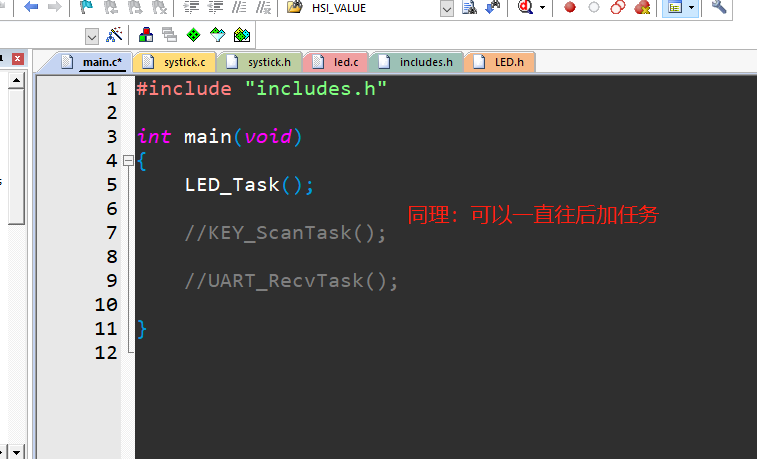 HSI_VALUE
main.c*
systick.c
systick.h
led.c
includes.h
LED.h
1 #include "includes.h"
2
3 int main(void)
4 {
5 LED_Task();
6
同理：可以一直往后加任务
7 //KEY_ScanTask();
8
9 //UART_RecvTask();
10
11 }
12